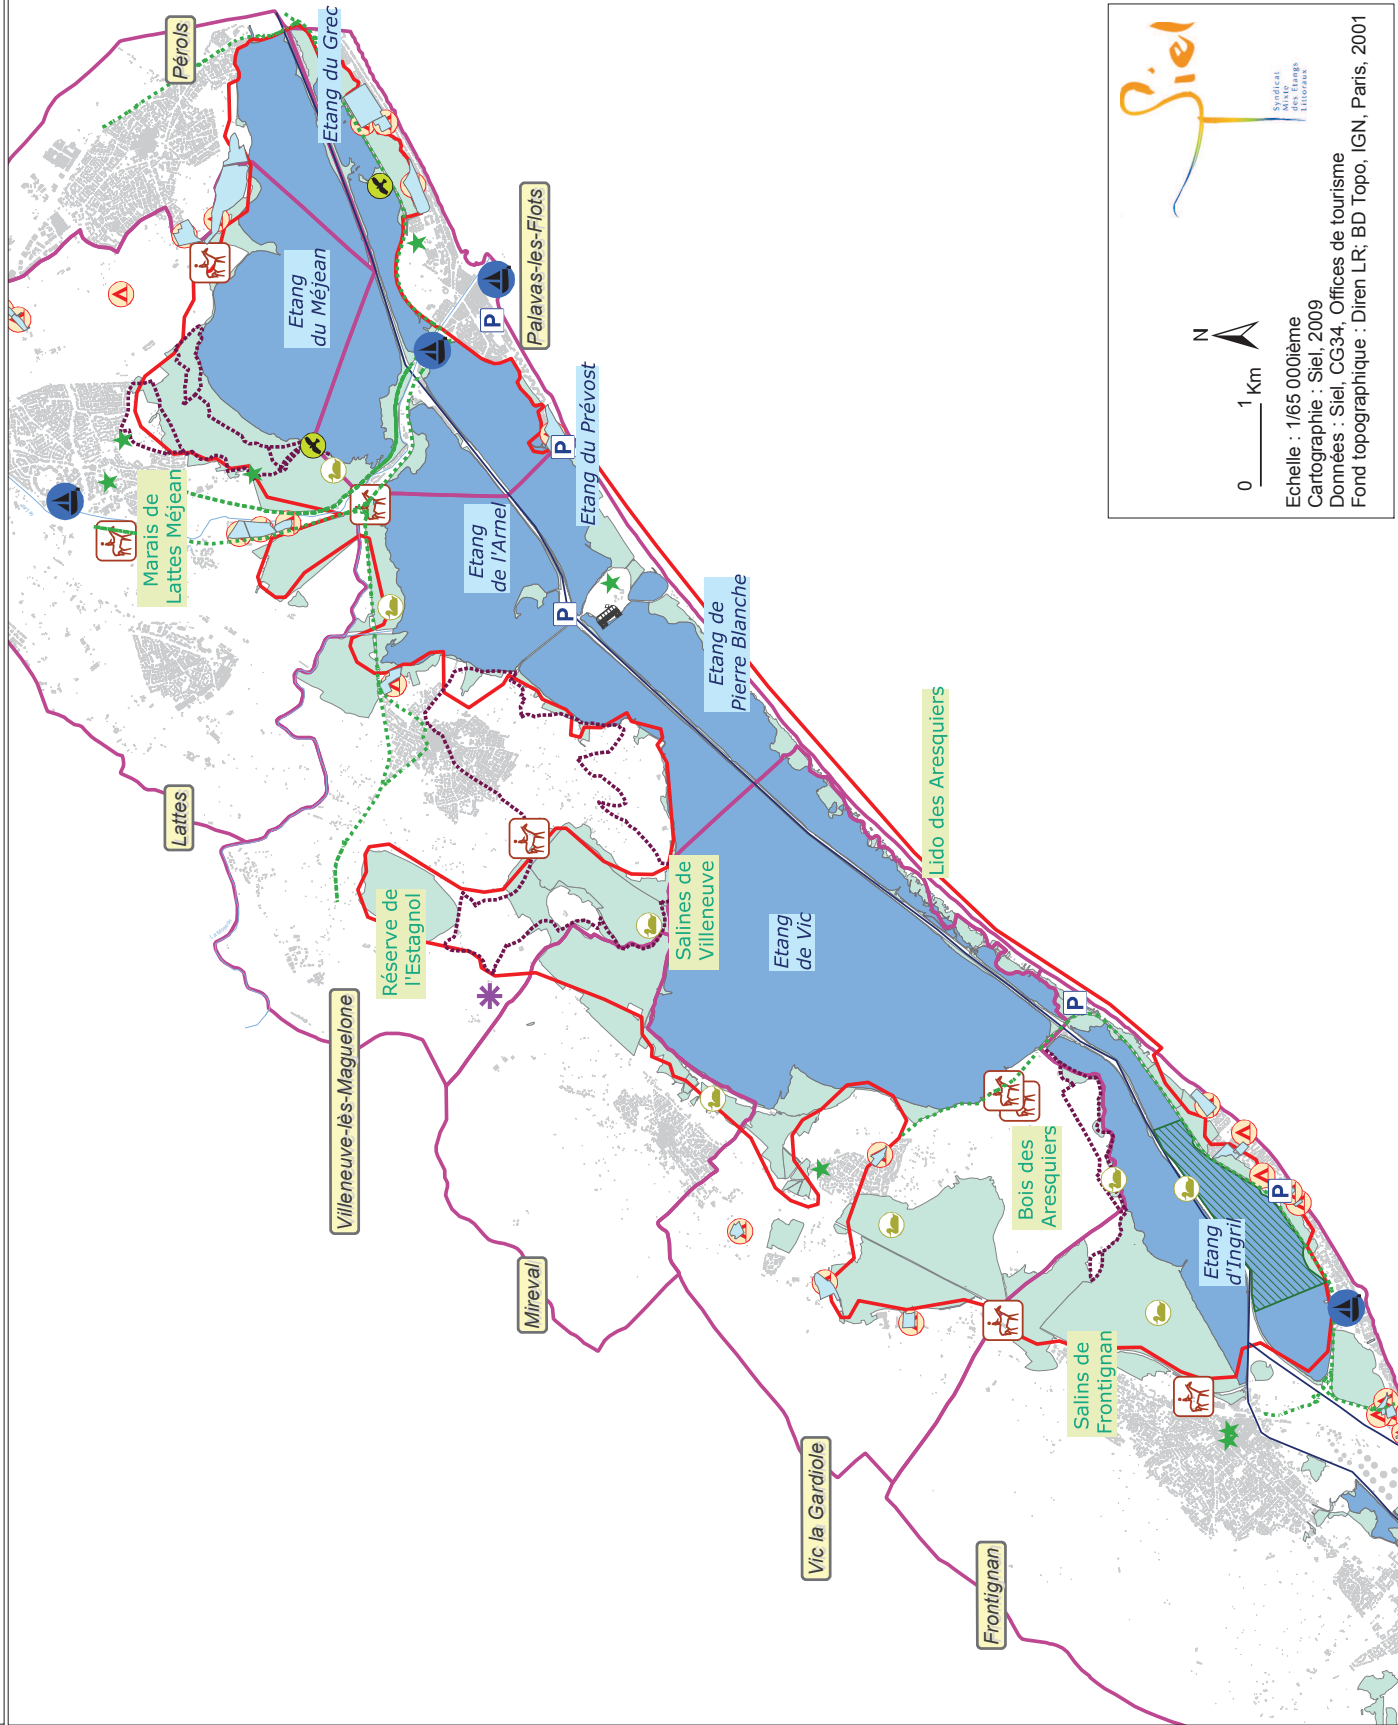 Pérols
Etang du Grec
Etang
du Méjean
Palavas-les-Flots
Etang du Prévost
Marais de
Lattes Méjean
Etang
de l'Arnel
Etang de
Pierre Blanche
Lattes
Lido des Aresquiers
Réserve de
l'Estagnol
Salines de
Villeneuve
Etang
de Vic
Villeneuve-lès-Maguelone
Mireval
Bois des
Aresquiers
Etang
d'Ingril
Salins de
Frontignan
Vic la Gardiole
Frontignan
P
P
P
P
P
Siel
Syndicat
Mixte
des Etangs
Littoraux
N
0 1 Km
Echelle : 1/65 000ième
Cartographie : Siel, 2009
Données : Siel, CG34, Offices de tourisme
Fond topographique : Diren LR; BD Topo, IGN, Paris, 2001